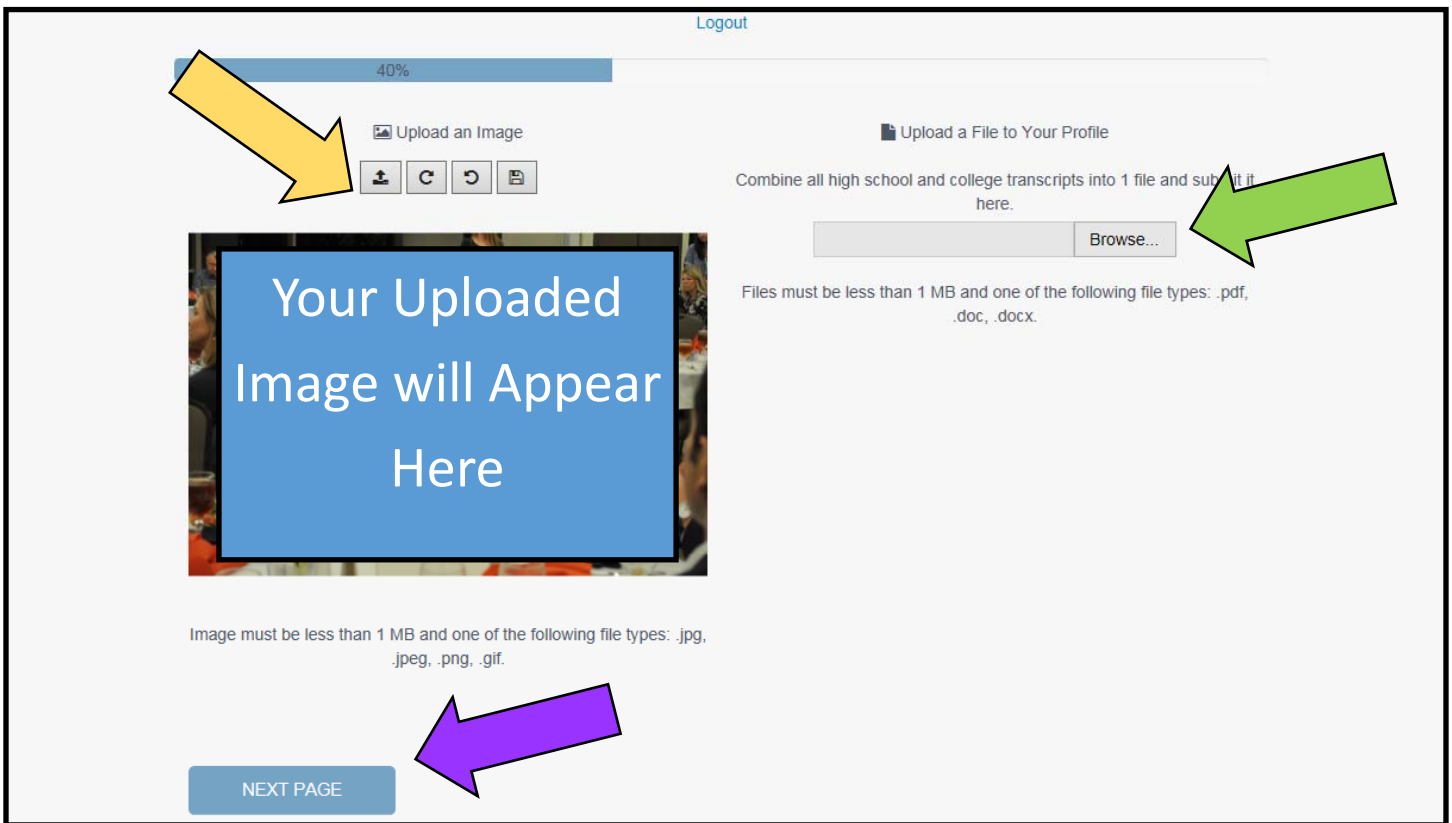 Logout
40%
Upload an Image
Your Uploaded
Image will Appear
Here
Image must be less than 1 MB and one of the following file types: .jpg,
.jpeg, .png, .gif.
Upload a File to Your Profile
Combine all high school and college transcripts into 1 file and submit it
here.
Browse...
Files must be less than 1 MB and one of the following file types: .pdf,
.doc, .docx.
NEXT PAGE